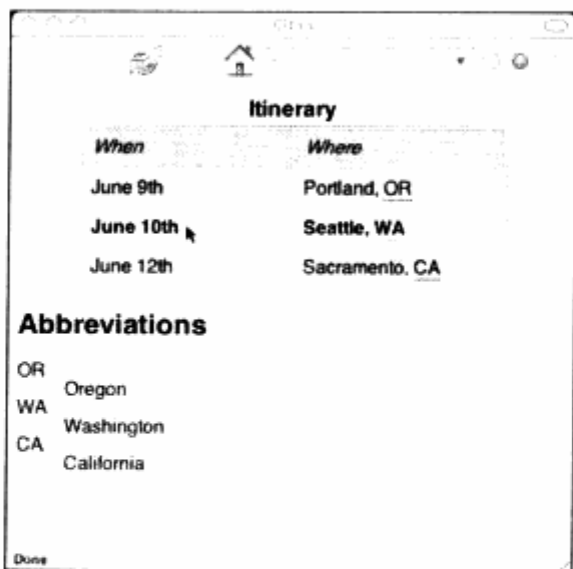 Itinerary
When Where
June 9th Portland, OR
June 10th Seattle, WA
June 12th Sacramento, CA
Abbreviations
OR
Oregon
WA
Washington
CA
California
Done